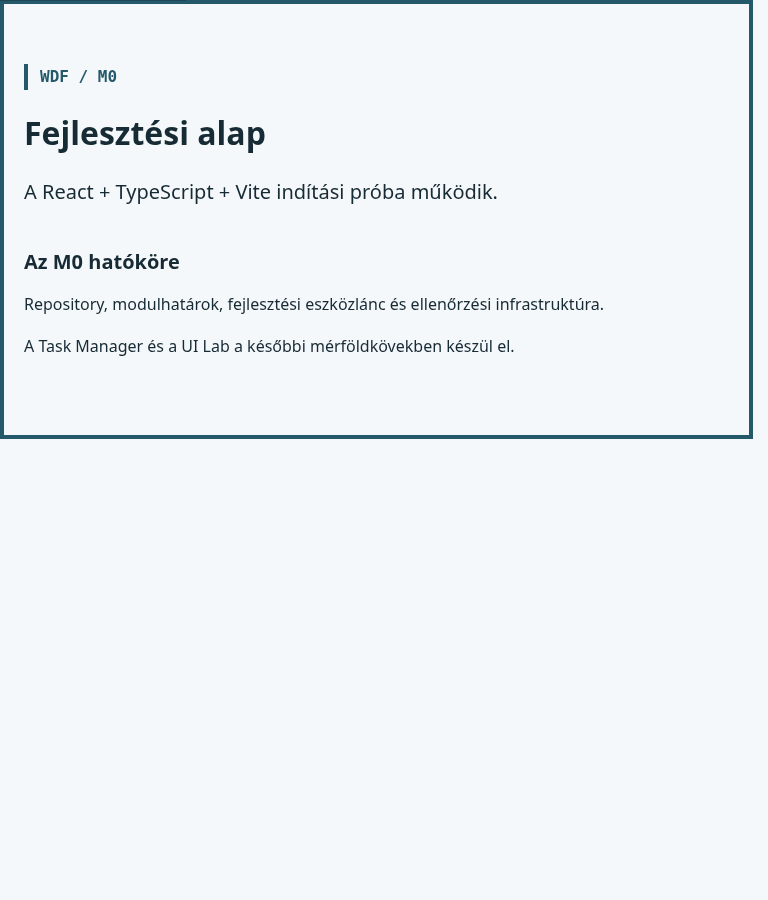 WDF / M0
Fejlesztési alap
A React + TypeScript + Vite indítási próba működik.
Az M0 hatóköre
Repository, modulhatárok, fejlesztési eszközlánc és ellenőrzési infrastruktúra.
A Task Manager és a UI Lab a későbbi mérföldkövekben készül el.